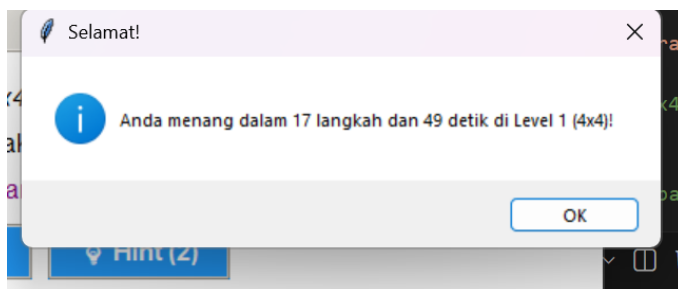 Selamat!
Anda menang dalam 17 langkah dan 49 detik di Level 1 (4x4)!
OK
Hint (2)